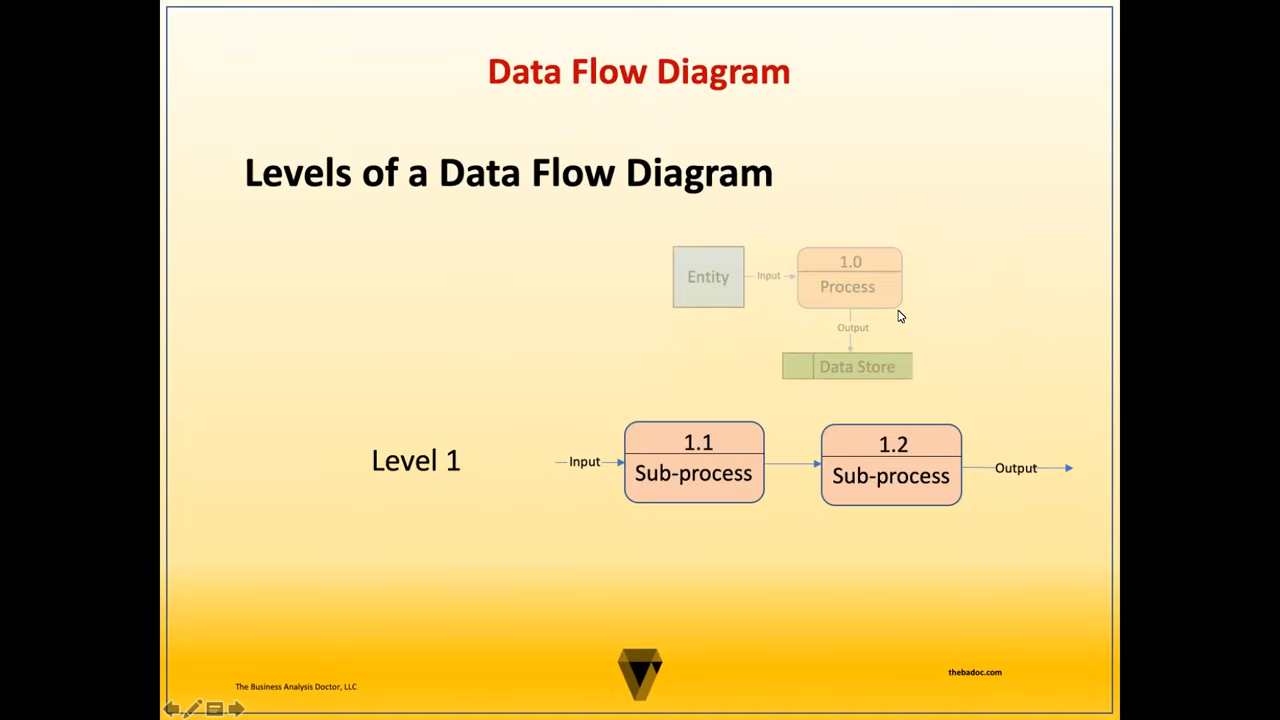 Data Flow Diagram
Levels of a Data Flow Diagram
Entity
Input
1.0
Process
Output
Data Store
Level 1
Input
1.1
Sub-process
1.2
Sub-process
Output
The Business Analysis Doctor, LLC
thebadoc.com